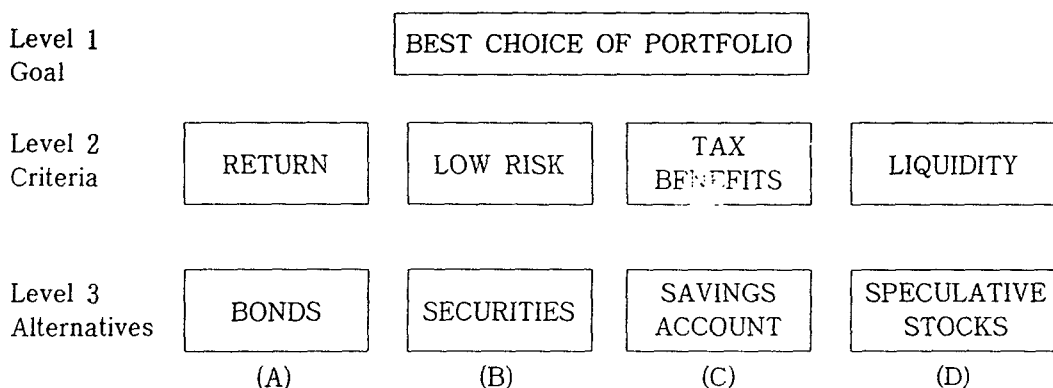 Level 1
Goal
BEST CHOICE OF PORTFOLIO
Level 2
Criteria
RETURN
LOW RISK
TAX
BENEFITS
LIQUIDITY
Level 3
Alternatives
BONDS
SECURITIES
SAVINGS
ACCOUNT
SPECULATIVE
STOCKS
(A)
(B)
(C)
(D)